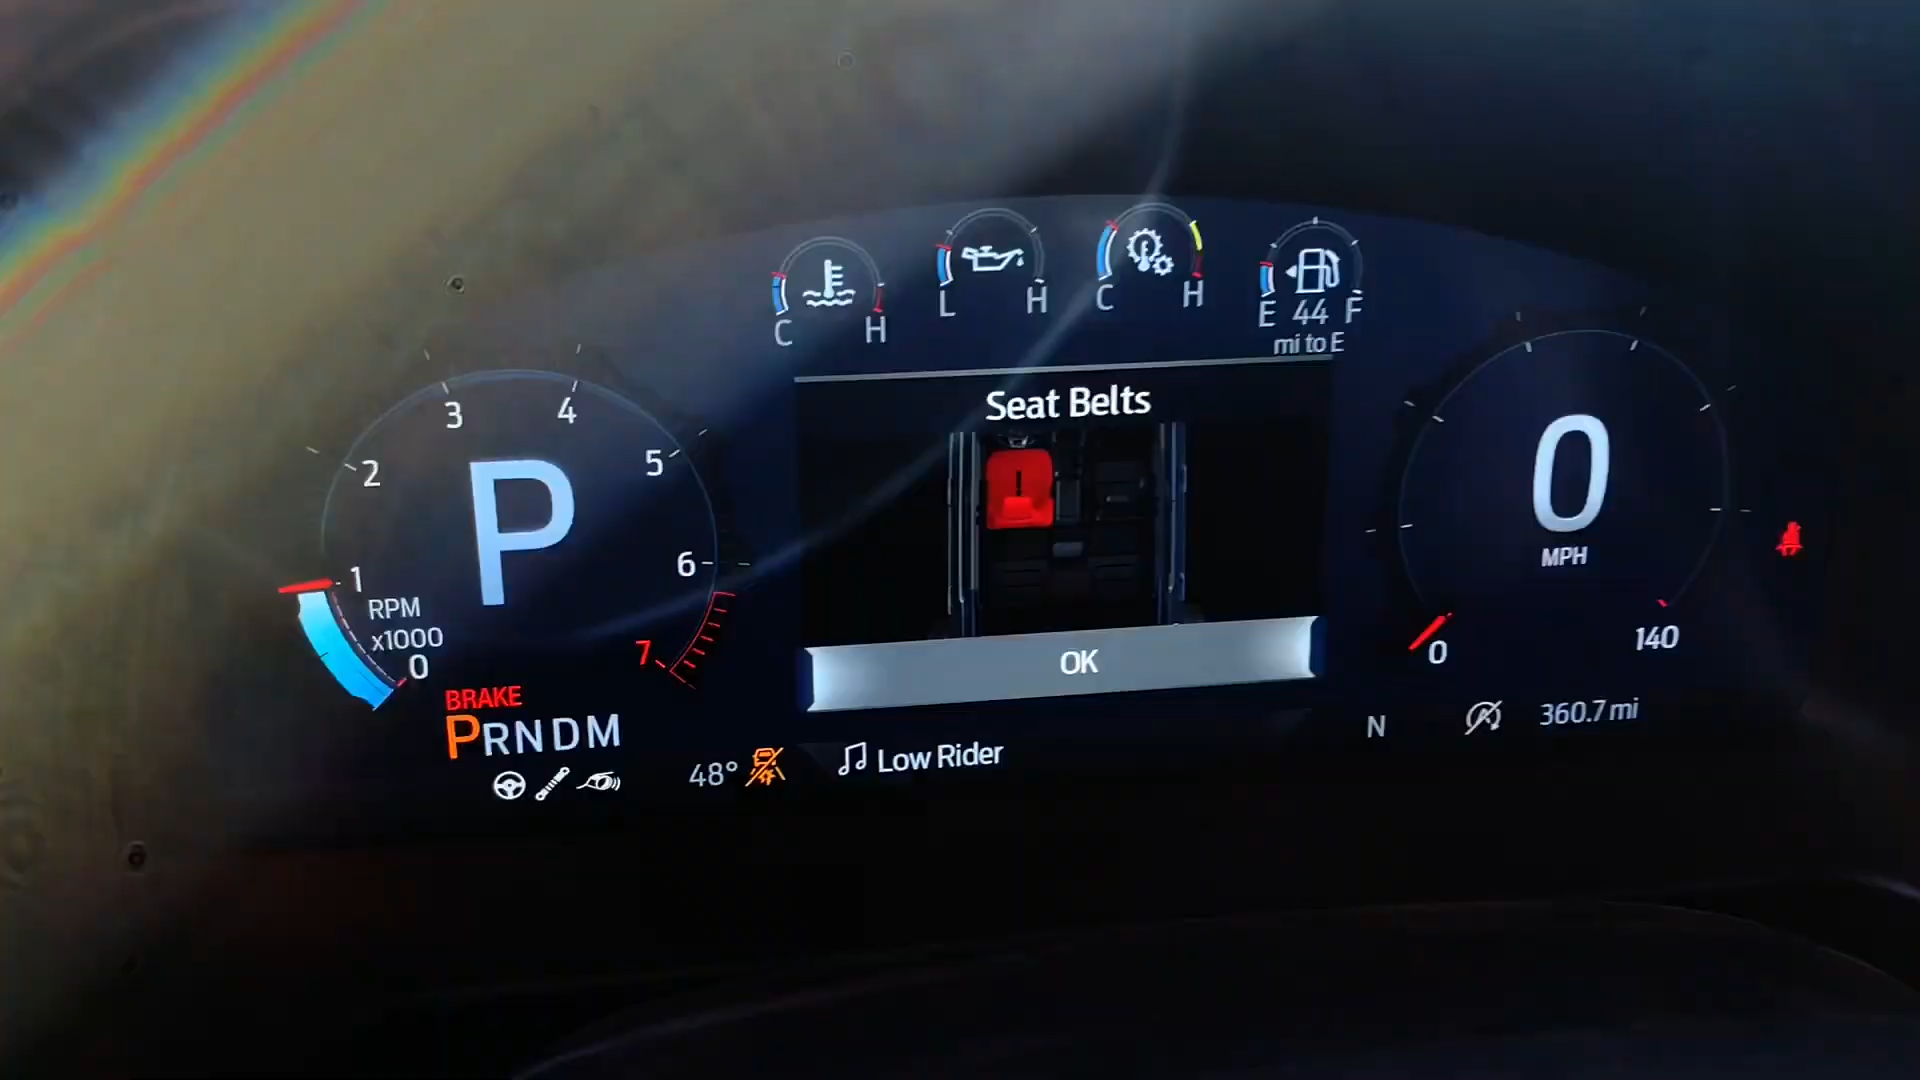 C H
L H
C H
E 44 F
mi to E
Seat Belts
OK
1 2 3 4 5 6 7
P
RPM
x1000
0
BRAKE
PRNDM
48°
Low Rider
0
MPH
0 140
N
360.7 mi